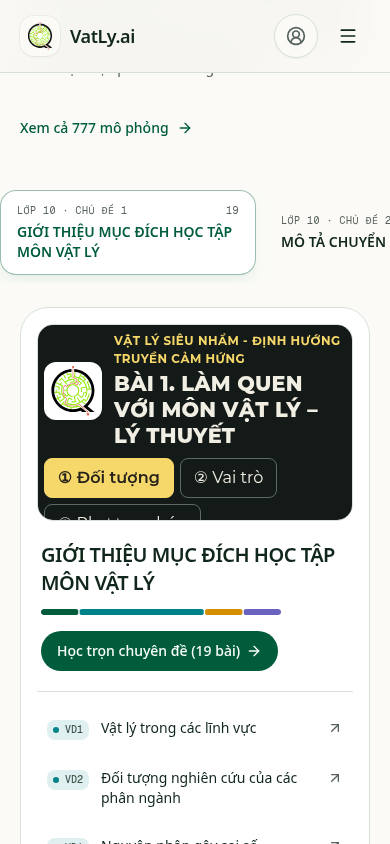 VatLy.ai
Xem cả 777 mô phỏng →
LỚP 10 · CHỦ ĐỀ 1 19
GIỚI THIỆU MỤC ĐÍCH HỌC TẬP
MÔN VẬT LÝ
LỚP 10 · CHỦ ĐỀ 2
MÔ TẢ CHUYỂN
VẬT LÝ SIÊU NHẨM - ĐỊNH HƯỚNG
TRUYỀN CẢM HỨNG
BÀI 1. LÀM QUEN
VỚI MÔN VẬT LÝ –
LÝ THUYẾT
① Đối tượng
② Vai trò
GIỚI THIỆU MỤC ĐÍCH HỌC TẬP
MÔN VẬT LÝ
Học trọn chuyên đề (19 bài) →
VD1 Vật lý trong các lĩnh vực
VD2 Đối tượng nghiên cứu của các
phân ngành